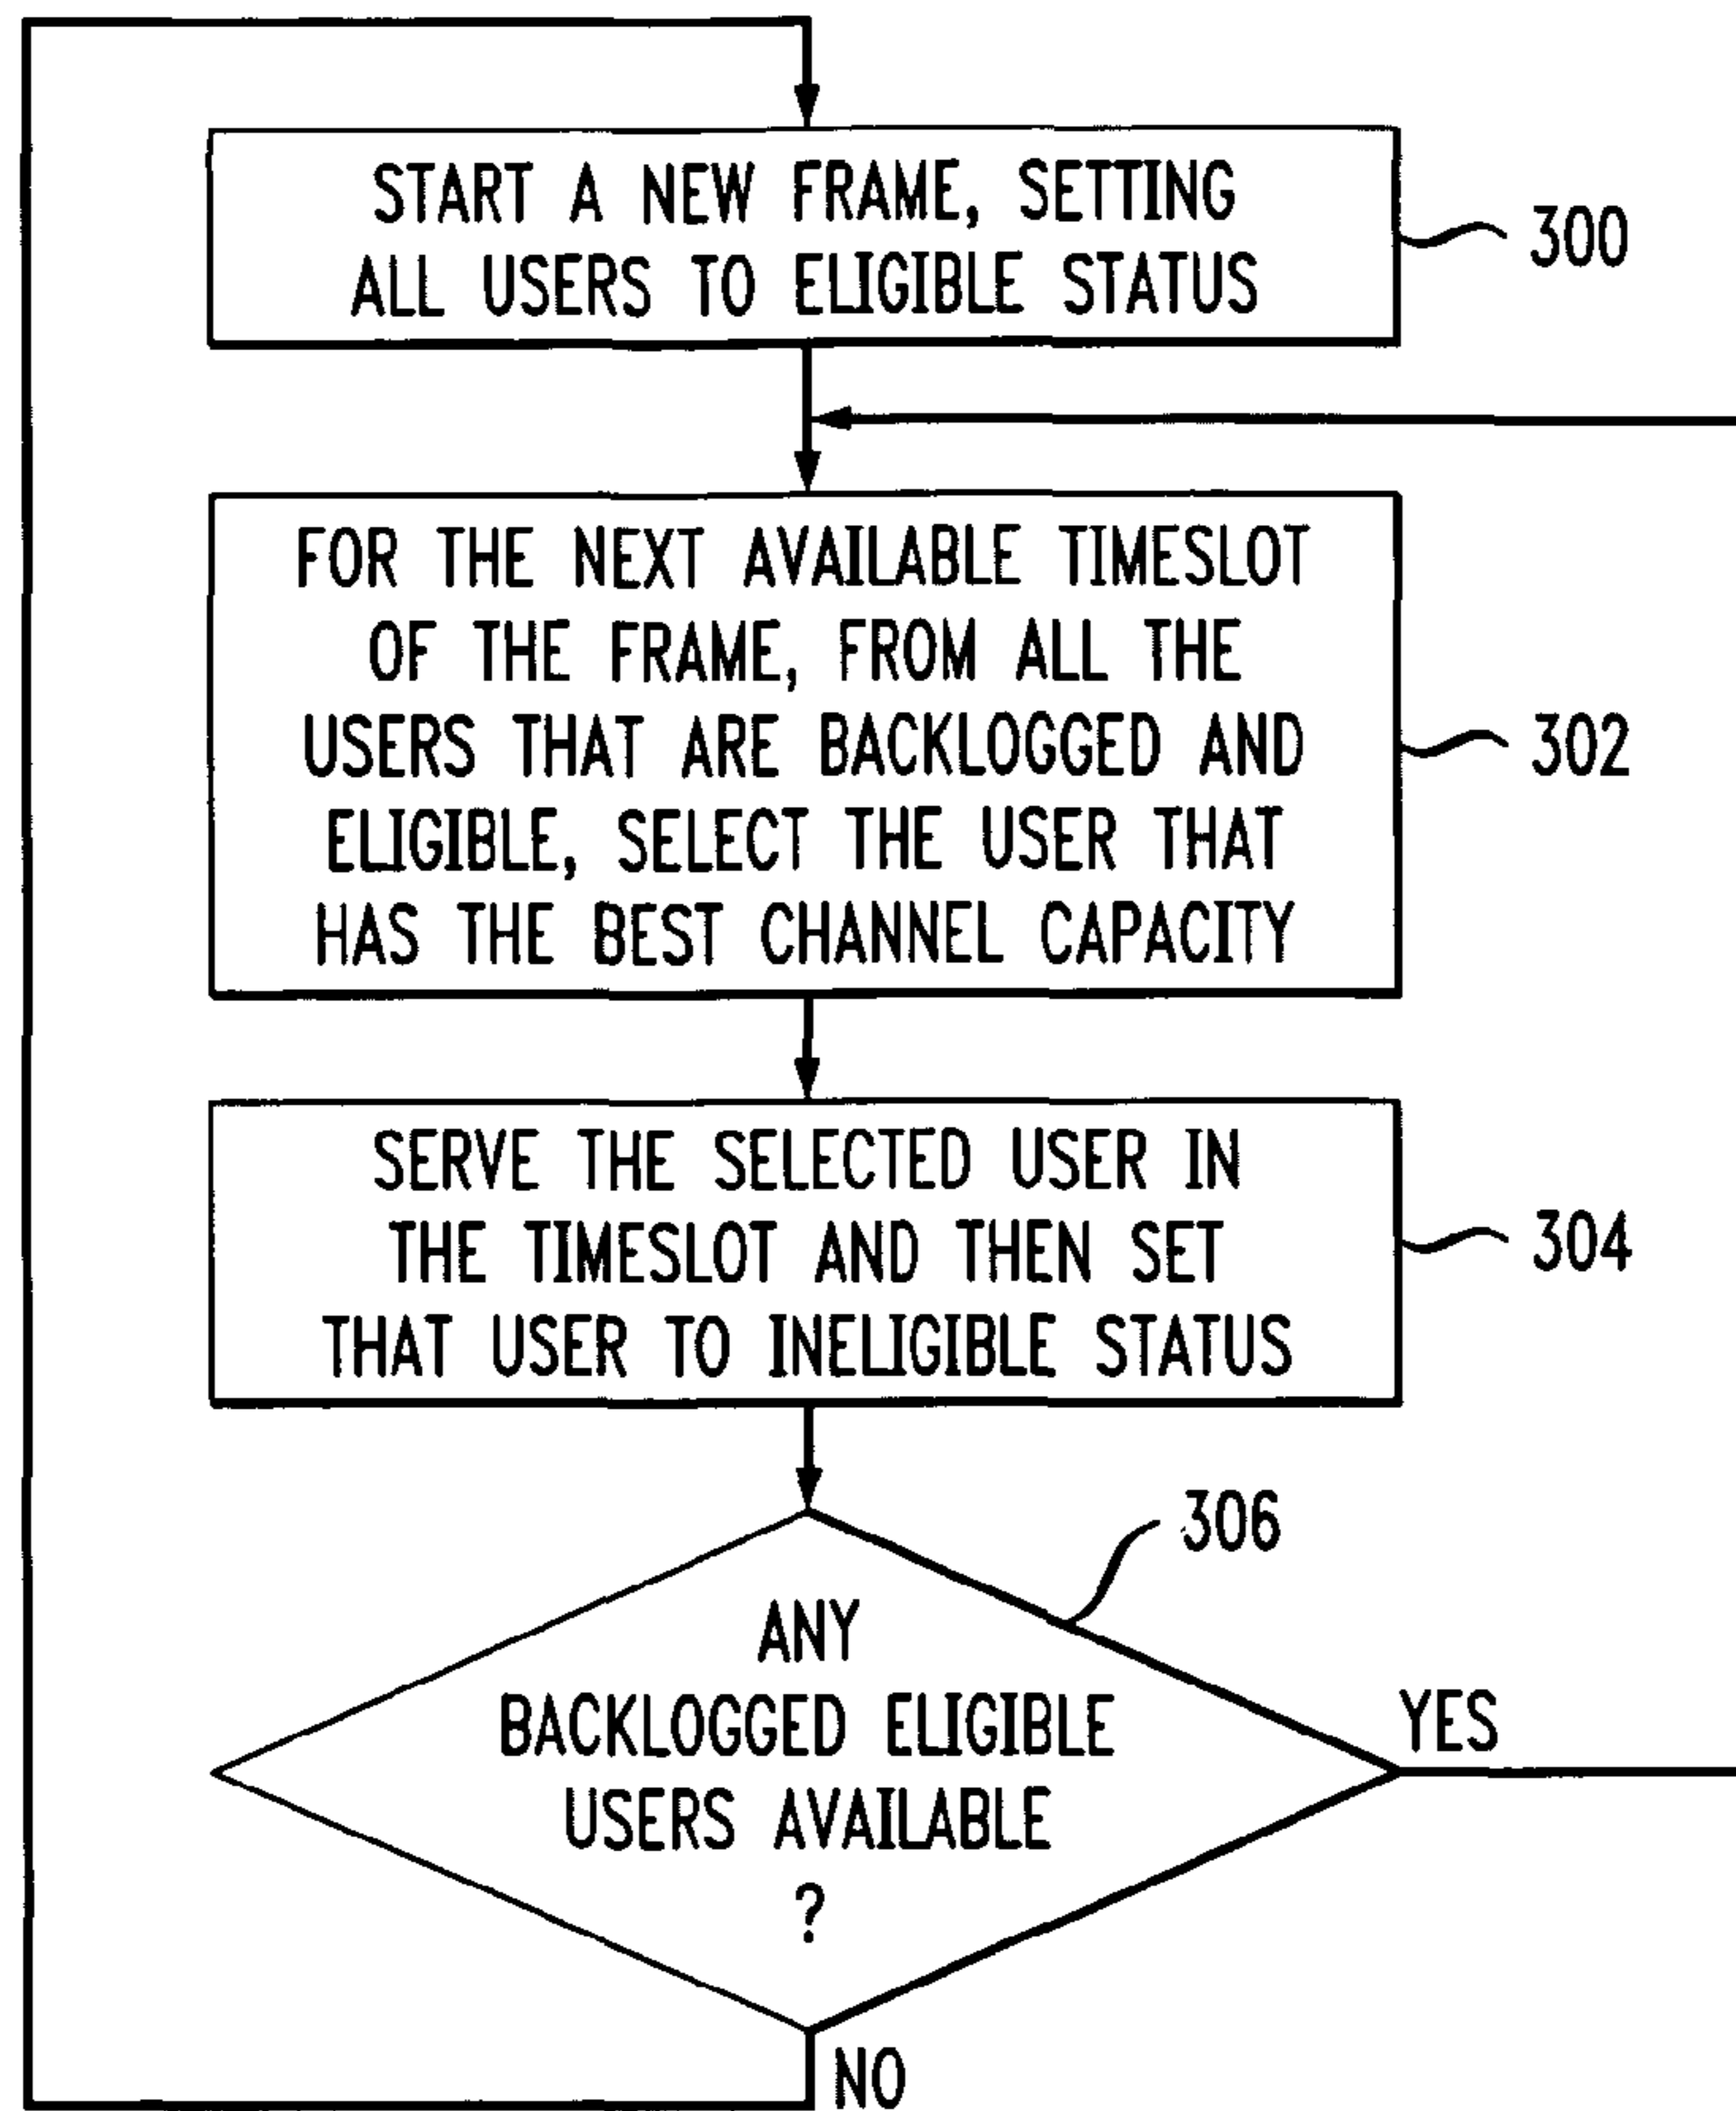 START A NEW FRAME, SETTING
ALL USERS TO ELIGIBLE STATUS
300
FOR THE NEXT AVAILABLE TIMESLOT
OF THE FRAME, FROM ALL THE
USERS THAT ARE BACKLOGGED AND
ELIGIBLE, SELECT THE USER THAT
HAS THE BEST CHANNEL CAPACITY
302
SERVE THE SELECTED USER IN
THE TIMESLOT AND THEN SET
THAT USER TO INELIGIBLE STATUS
304
306
ANY
BACKLOGGED ELIGIBLE
USERS AVAILABLE
?
YES
NO